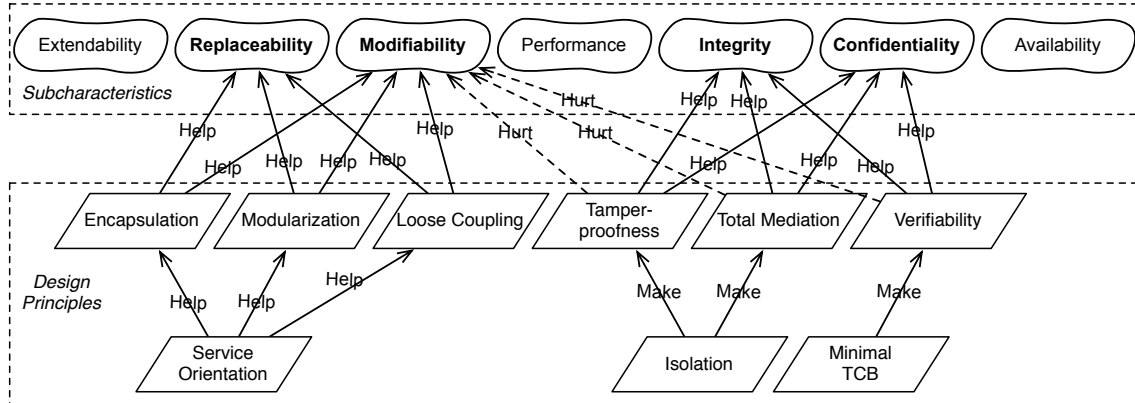 Extendability
Replaceability
Modifiability
Performance
Integrity
Confidentiality
Availability
Subcharacteristics
Help
Help
Help
Help
Help
Help
Hurt
Hurt
Hurt
Help
Help
Help
Help
Help
Help
Encapsulation
Modularization
Loose Coupling
Tamper-
proofness
Total Mediation
Verifiability
Design
Principles
Help
Help
Help
Make
Make
Make
Service
Orientation
Isolation
Minimal
TCB